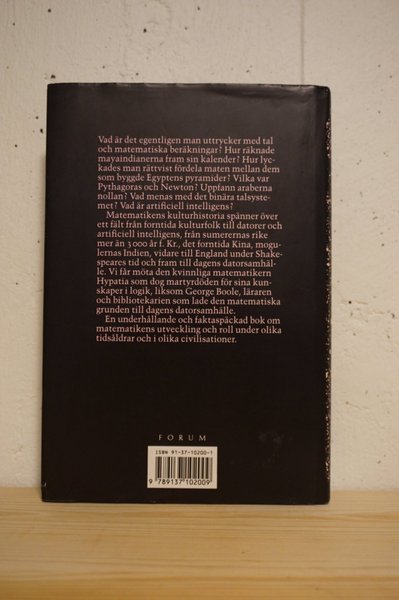 Vad är det egentligen man uttrycker med tal
och matematiska beräkningar? Hur räknade
mayaindianerna fram sin kalender? Hur lyc-
kades man rättvist fördela maten mellan dem
som byggde Egyptens pyramider? Vilka var
Pythagoras och Newton? Uppfann araberna
nollan? Vad menas med det binära talsyste-
met? Vad är artificiell intelligens?
Matematikens kulturhistoria spänner över
ett fält från forntida kulturfolk till datorer och
artificiell intelligens, från sumerernas rike
mer än 3000 år f. Kr., det forntida Kina, mogu-
lernas Indien, vidare till England under Shake-
speares tid och fram till dagens datorsamhäl-
le. Vi får möta den kvinnliga matematikern
Hypatia som dog martyrdöden för sina kun-
skaper i logik, liksom George Boole, läraren
och bibliotekarien som lade den matematiska
grunden till dagens datorsamhälle.
En underhållande och faktaspäckad bok om
matematikens utveckling och roll under olika
tidsåldrar och i olika civilisationer.
FORUM
ISBN 91-37-10200-1
9 789137 102009